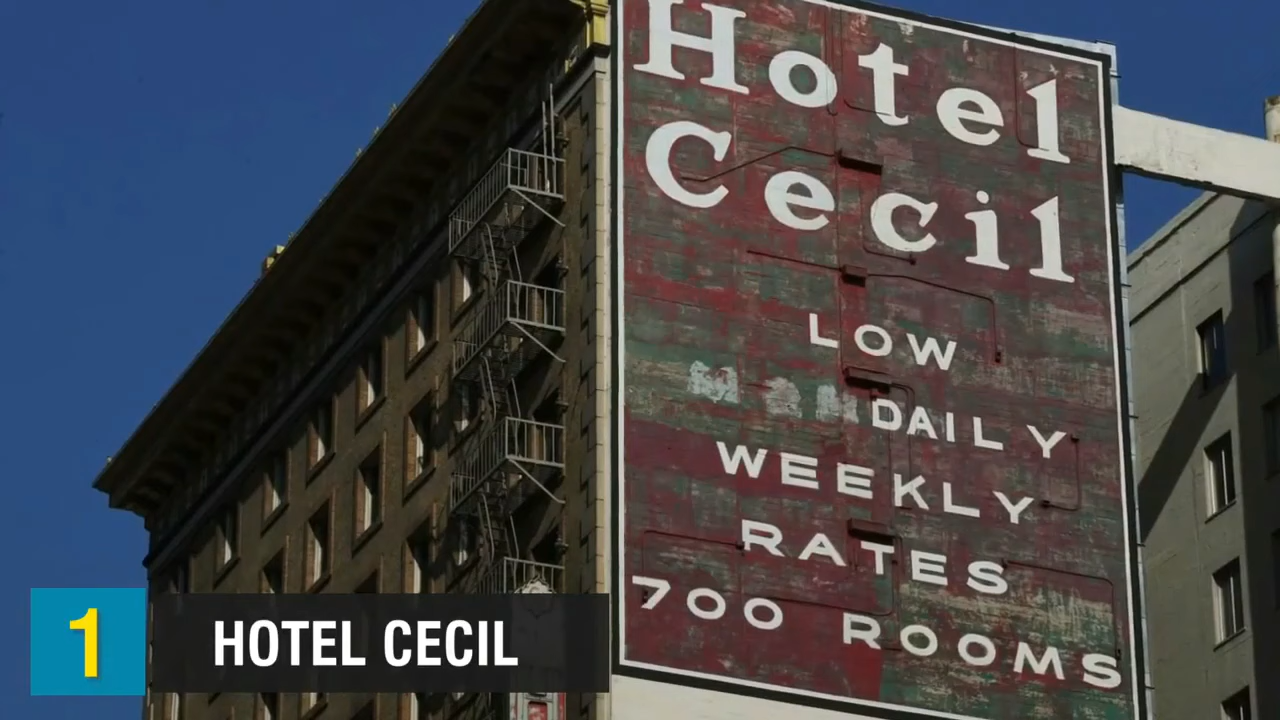 Hotel
Cecil
LOW
DAILY
WEEKLY
RATES
700 ROOMS
1
HOTEL CECIL